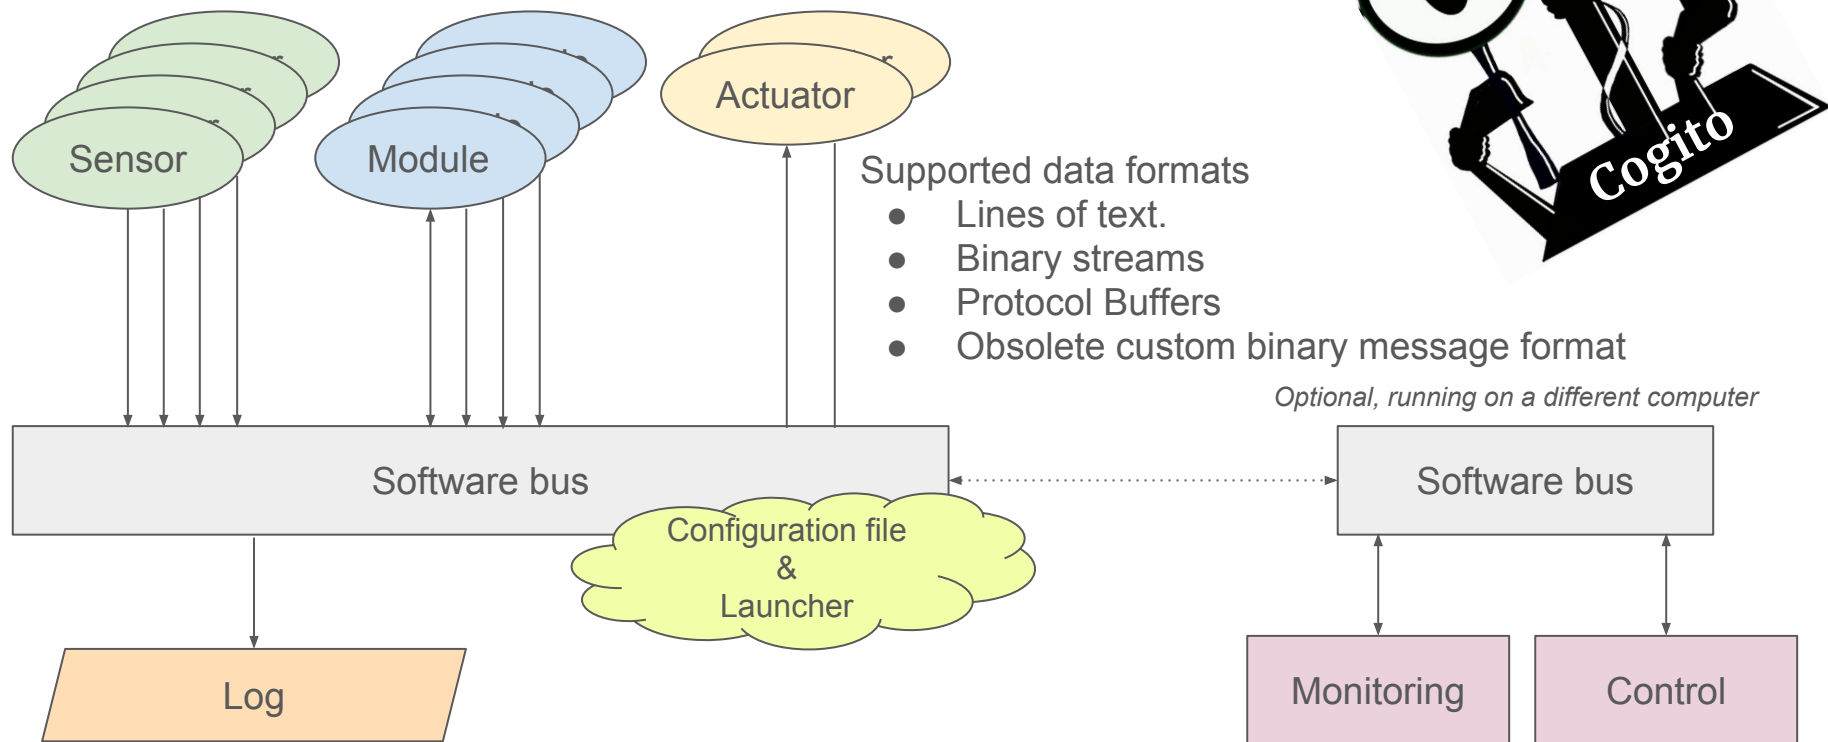 Sensor
Module
Actuator
Cogito
Supported data formats
● Lines of text.
● Binary streams
● Protocol Buffers
● Obsolete custom binary message format
Optional, running on a different computer
Software bus
Software bus
Configuration file
&
Launcher
Log
Monitoring
Control